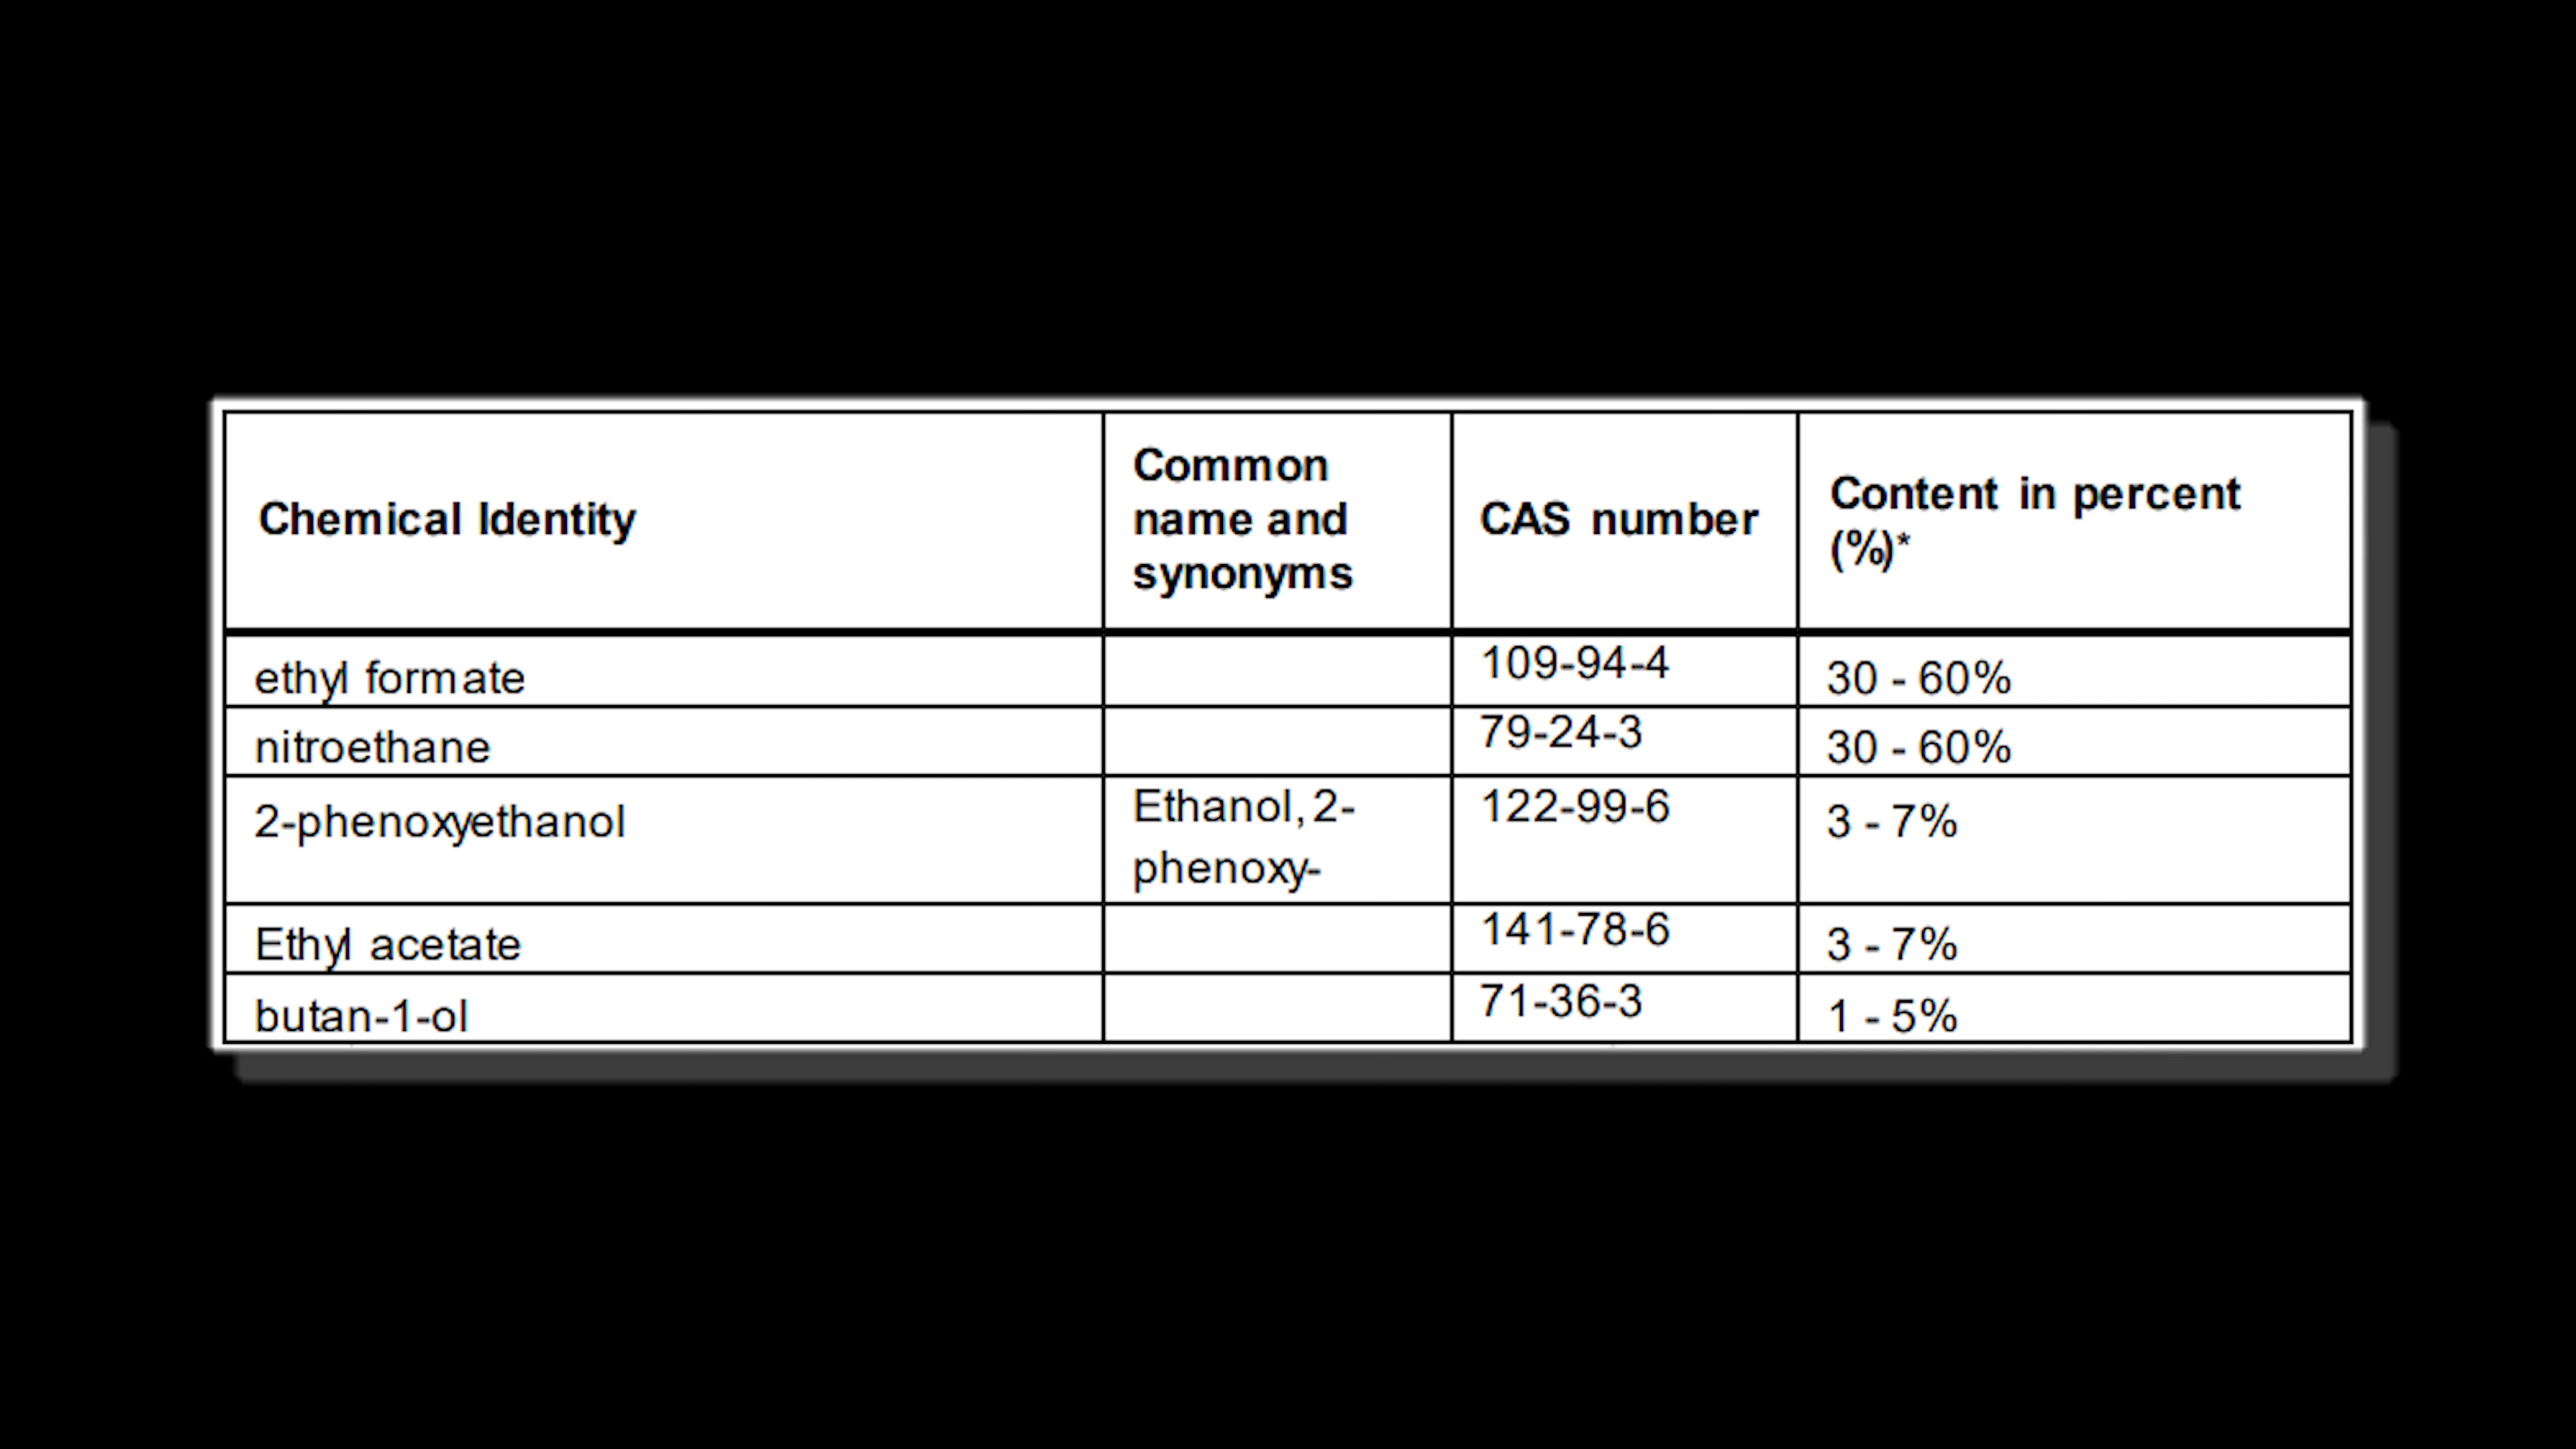 Chemical Identity
Common
name and
synonyms
CAS number
Content in percent
(%)*
ethyl formate
109-94-4
30 - 60%
nitroethane
79-24-3
30 - 60%
2-phenoxyethanol
Ethanol, 2-
phenoxy-
122-99-6
3 - 7%
Ethyl acetate
141-78-6
3 - 7%
butan-1-ol
71-36-3
1 - 5%